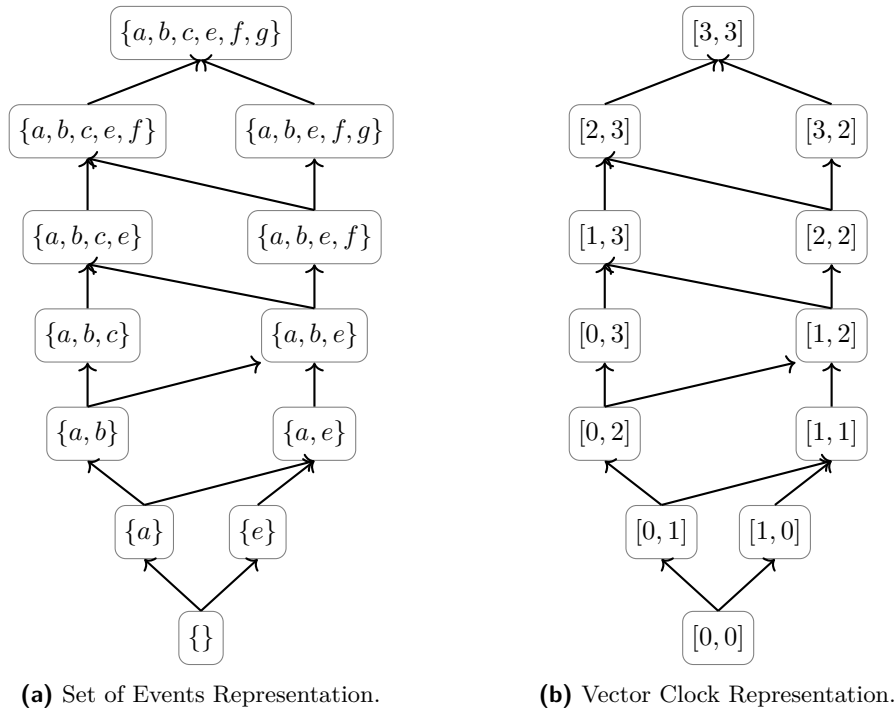 {a, b, c, e, f, g}
[3, 3]
{a, b, c, e, f}
{a, b, e, f, g}
[2, 3]
[3, 2]
{a, b, c, e}
{a, b, e, f}
[1, 3]
[2, 2]
{a, b, c}
{a, b, e}
[0, 3]
[1, 2]
{a, b}
{a, e}
[0, 2]
[1, 1]
{a}
{e}
[0, 1]
[1, 0]
{}
[0, 0]
(a) Set of Events Representation.
(b) Vector Clock Representation.